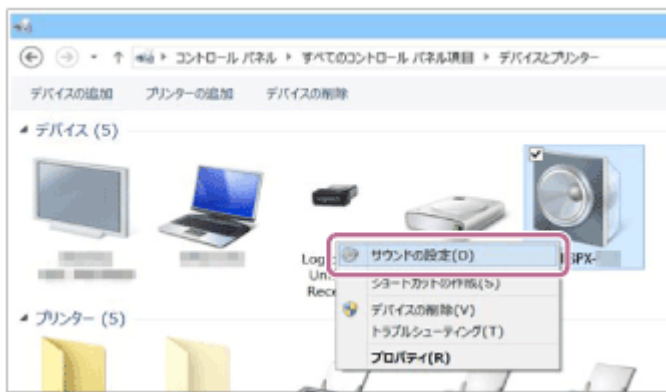 コントロール パネル ▸ すべてのコントロール パネル項目 ▸ デバイスとプリンター
デバイスの追加 プリンターの追加 デバイスの削除
デバイス (5)
Log
Un
Rece
SPX-
サウンドの設定(O)
ショートカットの作成(S)
デバイスの削除(V)
トラブルシューティング(T)
プロパティ(R)
プリンター (5)